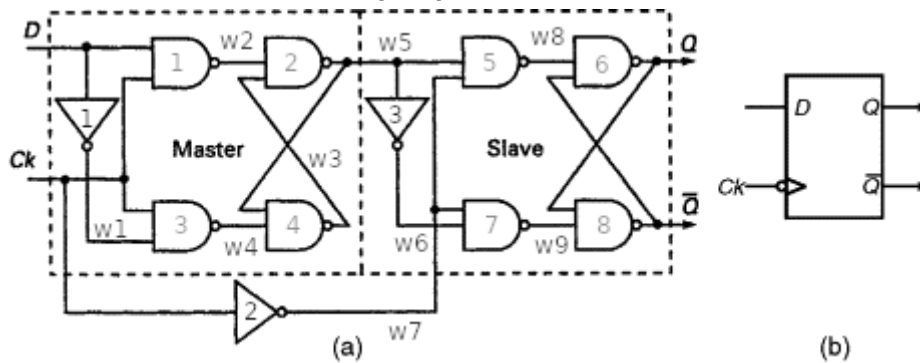 D w2 w5 w8 Q
1 2 5 6
1 3 D Q
Master w3 Slave
Ck Ck Q̅
3 4 7 8
w1 w4 w6 w9 Q̅
2
w7
(a) (b)